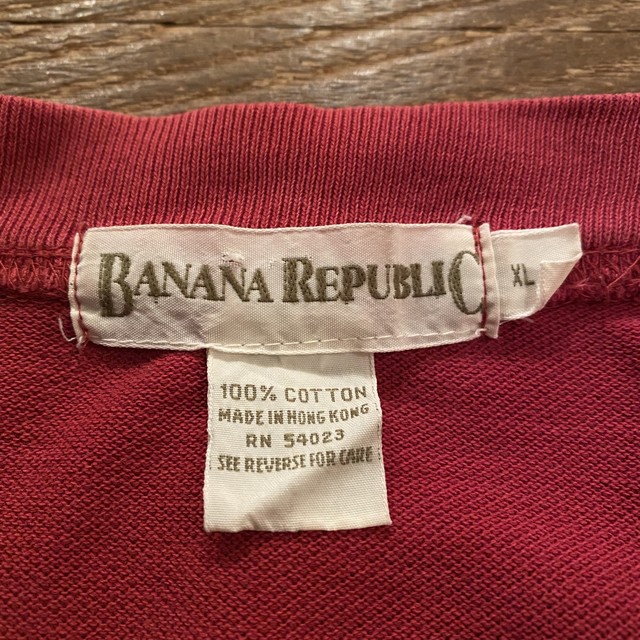 BANANA REPUBLIC
XL
100% COTTON
MADE IN HONG KONG
RN 54023
SEE REVERSE FOR CARE